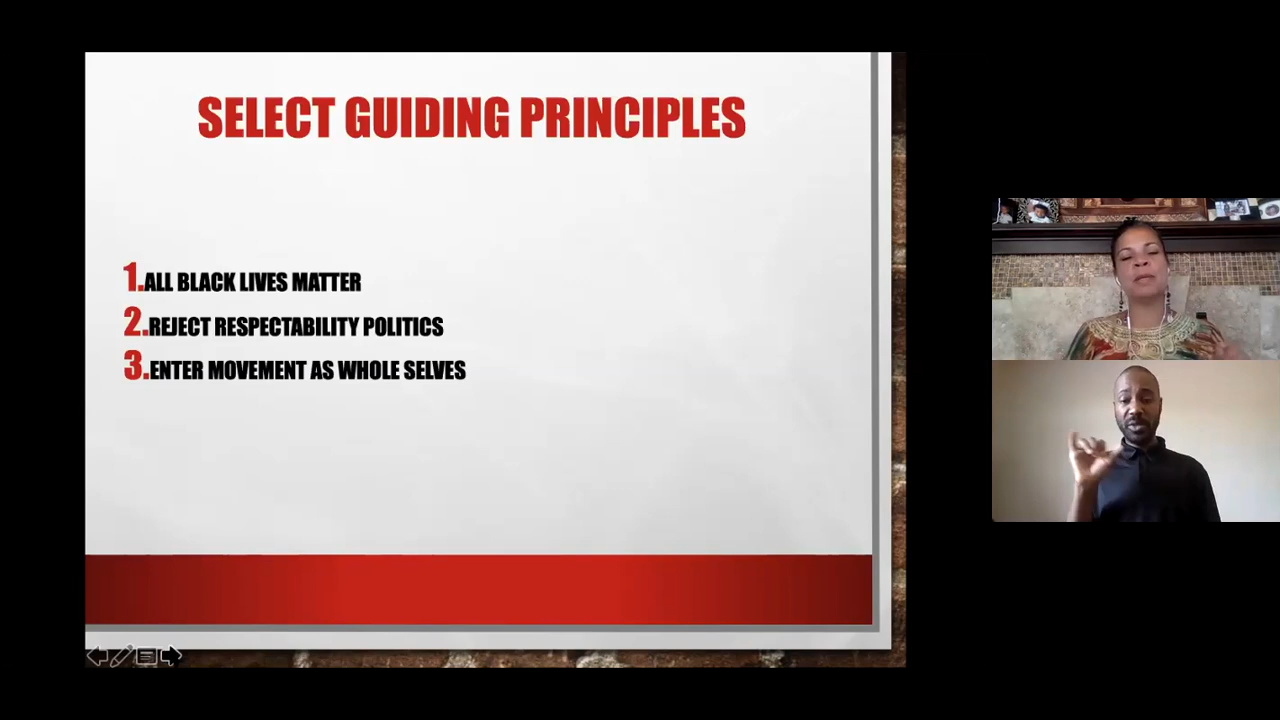 SELECT GUIDING PRINCIPLES
1.ALL BLACK LIVES MATTER
2.REJECT RESPECTABILITY POLITICS
3.ENTER MOVEMENT AS WHOLE SELVES